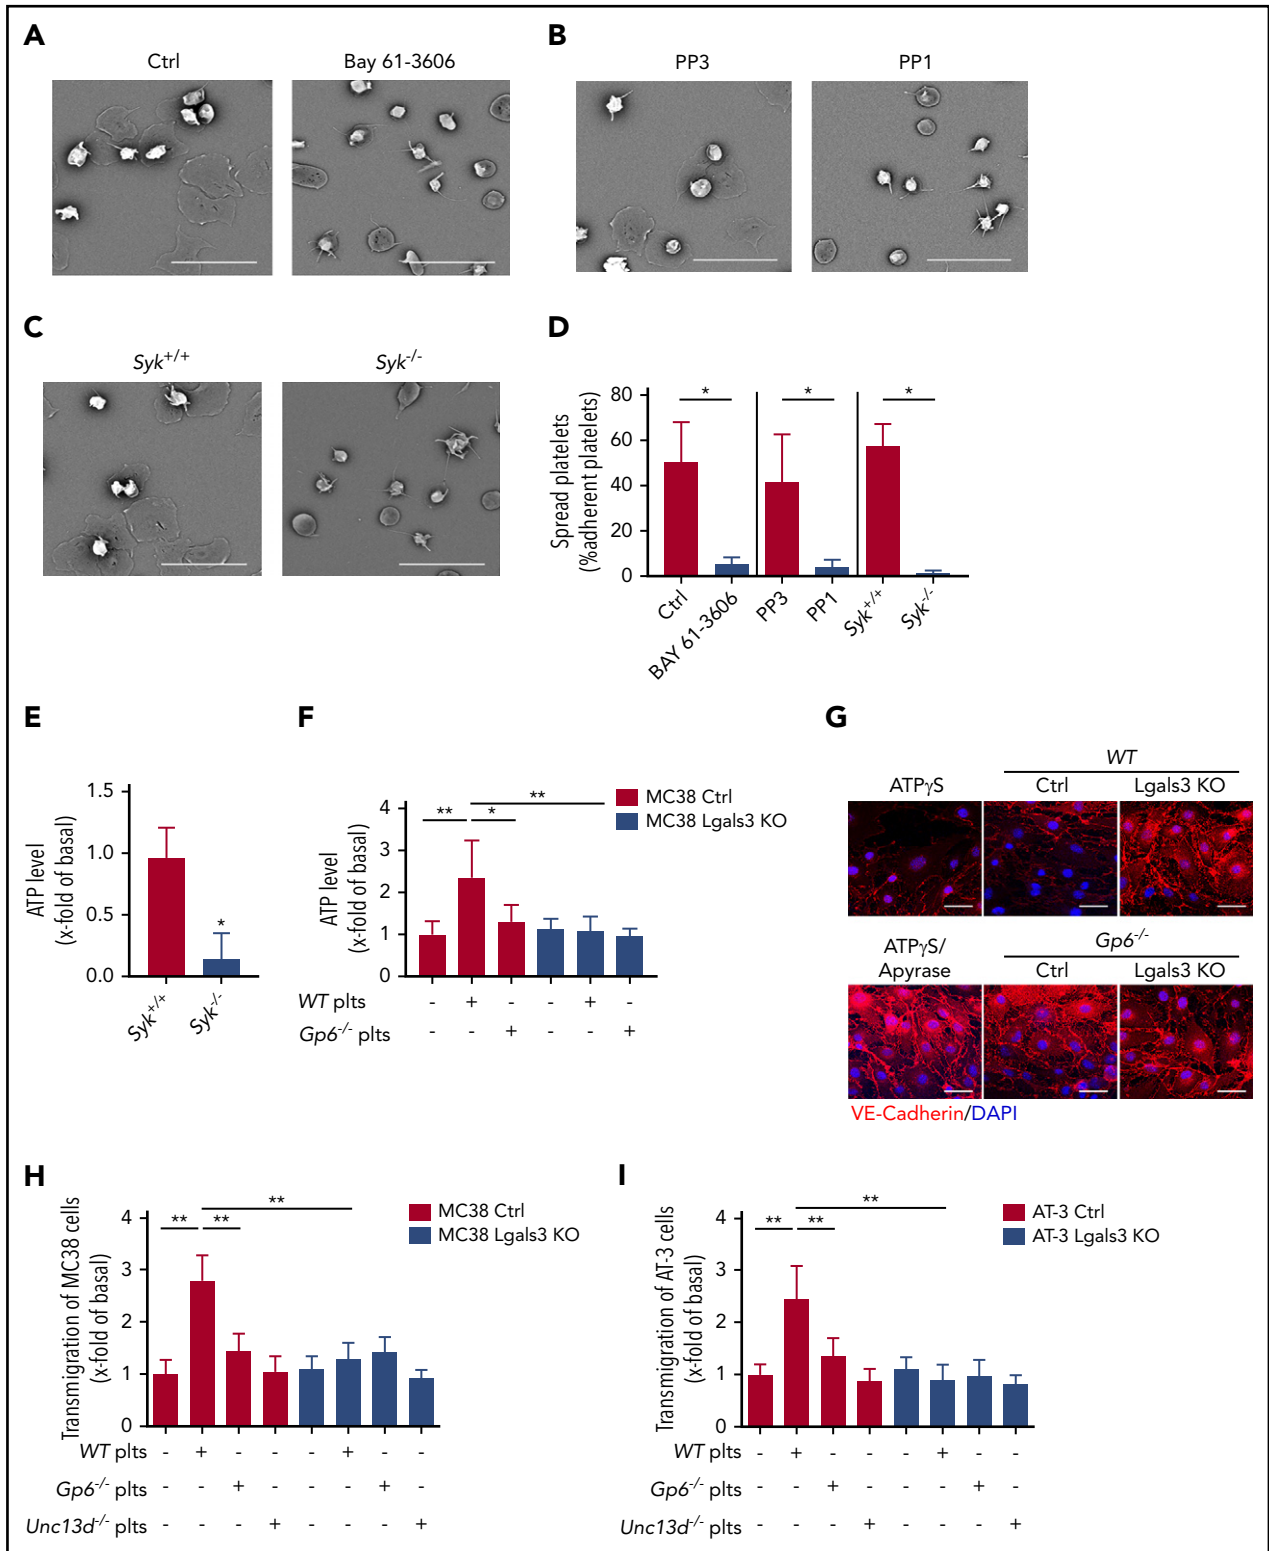 A
B
Ctrl
Bay 61-3606
PP3
PP1
C
D
Syk+/+
Syk-/-
Spread platelets
(%adherent platelets)
80
60
40
20
0
*
*
*
Ctrl
BAY 61-3606
PP3
PP1
Syk+/+
Syk-/-
E
F
G
ATP level
(x-fold of basal)
1.5
1.0
0.5
0.0
*
Syk+/+
Syk-/-
ATP level
(x-fold of basal)
4
3
2
1
0
** * **
MC38 Ctrl
MC38 Lgals3 KO
WT plts - + - - + -
Gp6-/- plts - - + - - +
WT
ATPγS Ctrl Lgals3 KO
Gp6-/-
ATPγS/
Apyrase
Ctrl Lgals3 KO
VE-Cadherin/DAPI
H
I
Transmigration of MC38 cells
(x-fold of basal)
4
3
2
1
0
** ** **
MC38 Ctrl
MC38 Lgals3 KO
WT plts - + - - - + - -
Gp6-/- plts - - + - - - + -
Unc13d-/- plts - - - + - - - +
Transmigration of AT-3 cells
(x-fold of basal)
4
3
2
1
0
** ** **
AT-3 Ctrl
AT-3 Lgals3 KO
WT plts - + - - - + - -
Gp6-/- plts - - + - - - + -
Unc13d-/- plts - - - + - - - +